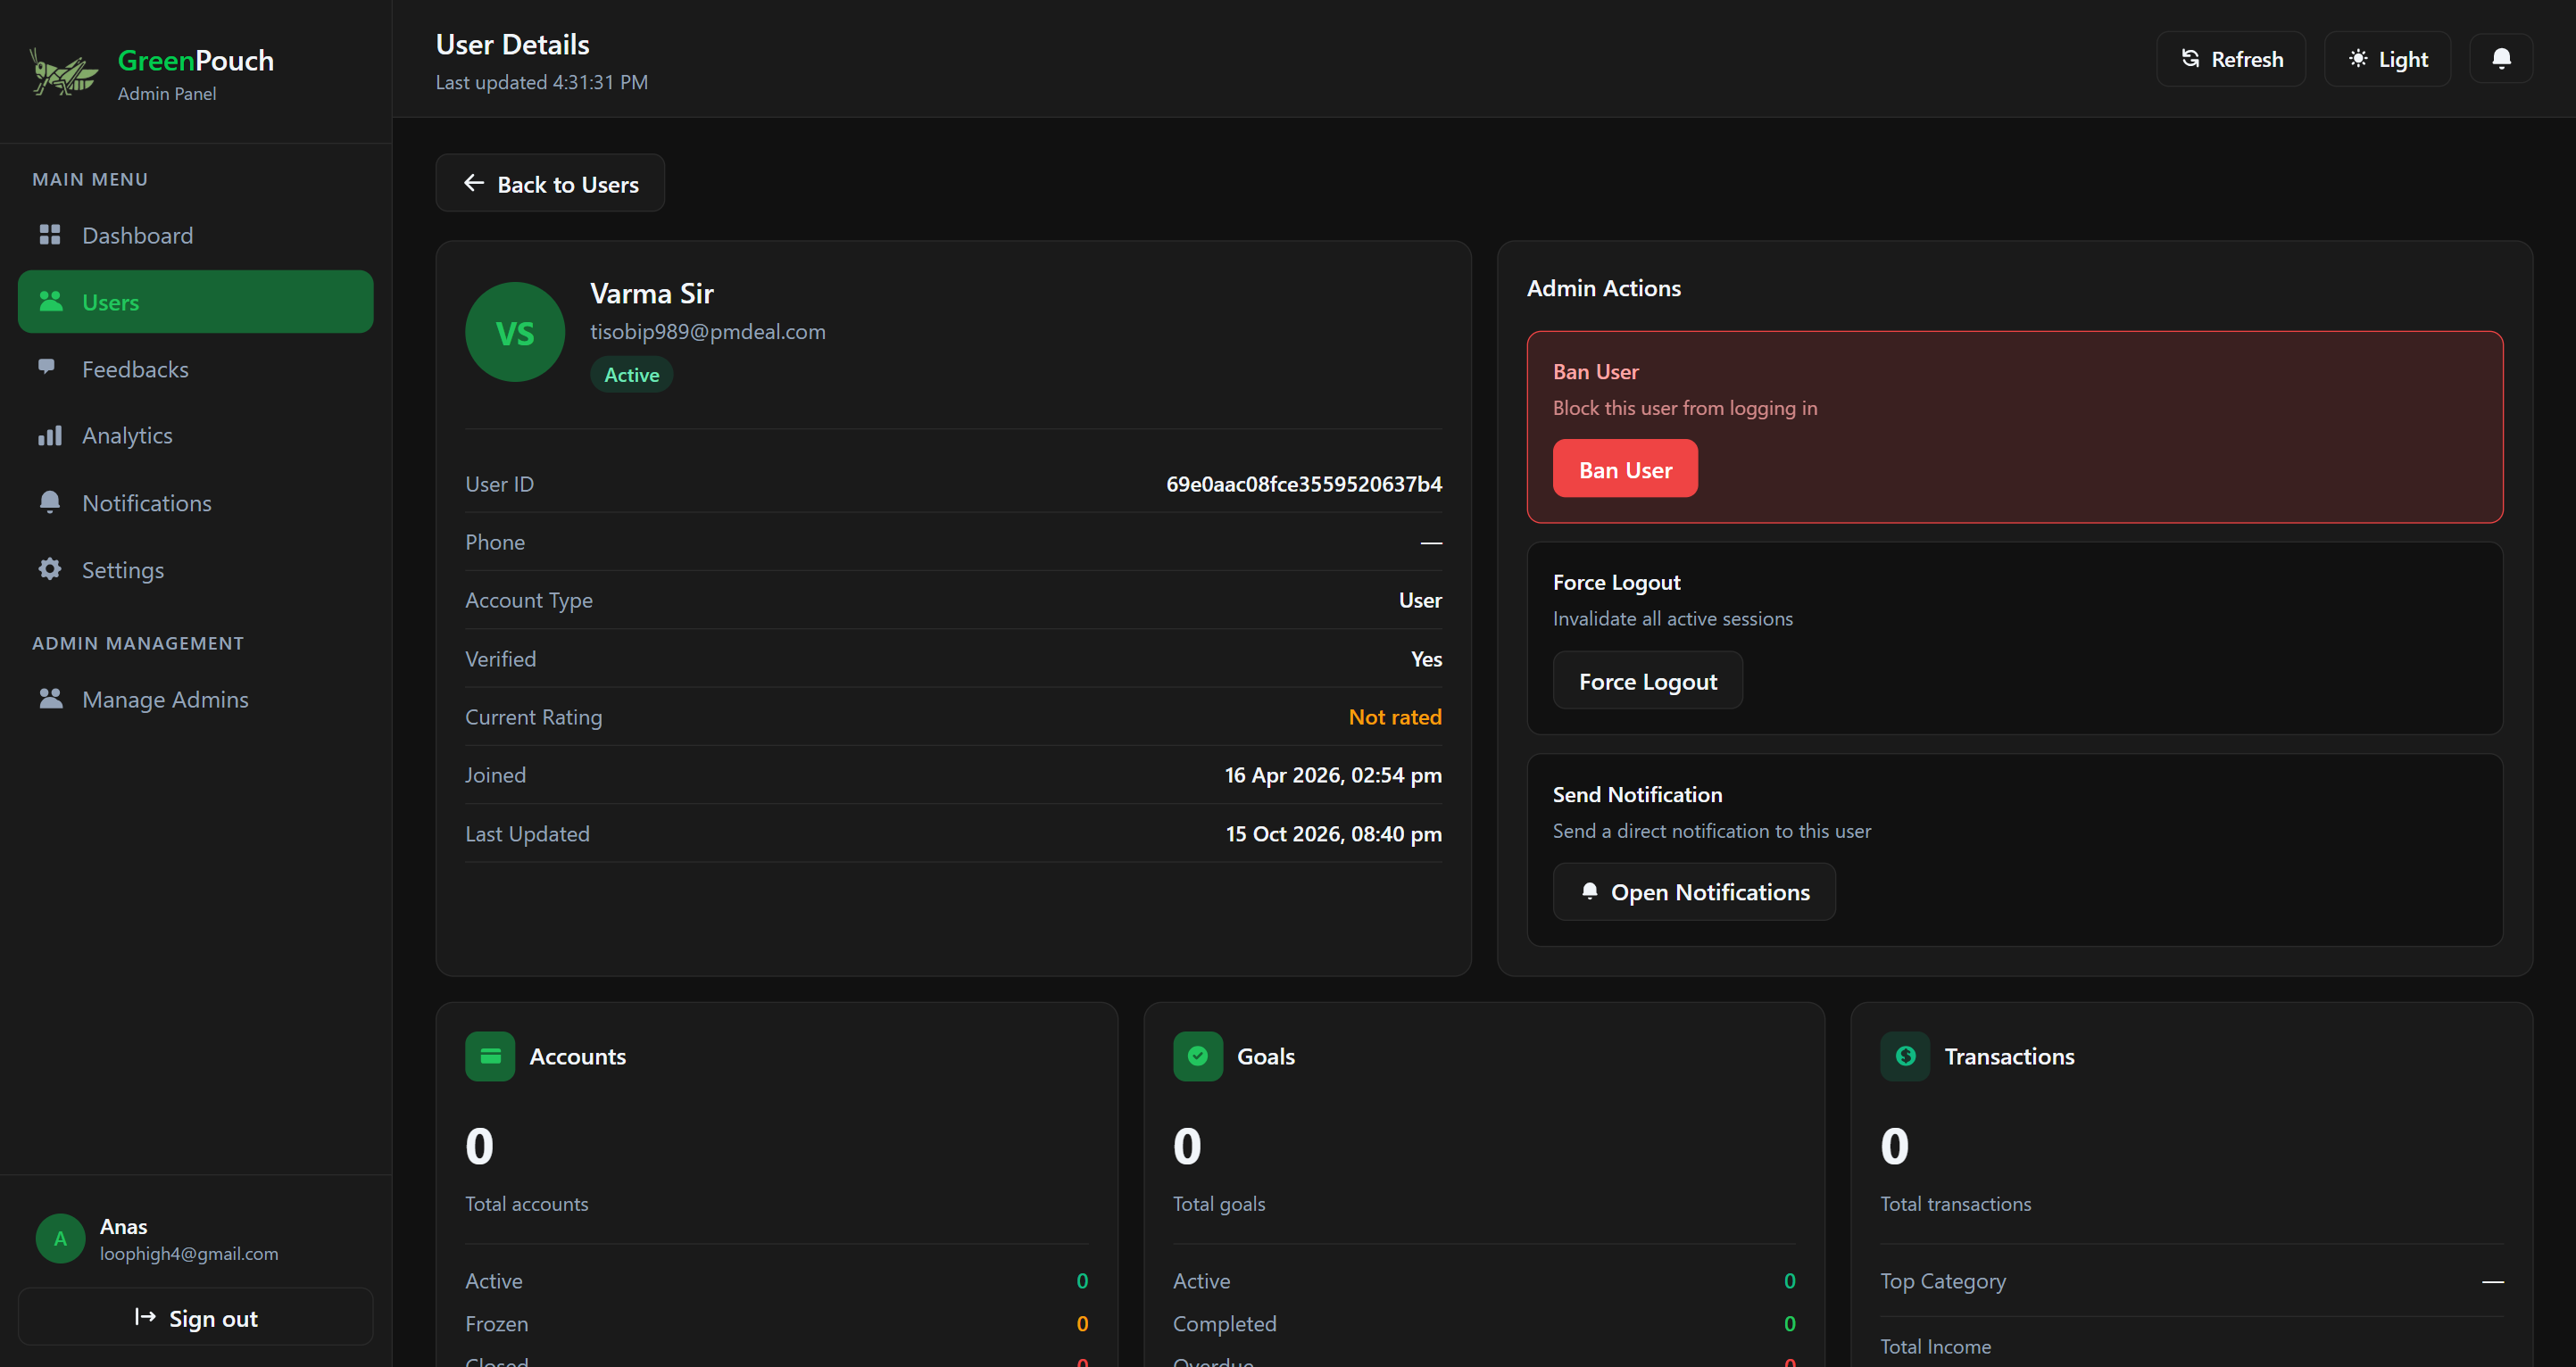 GreenPouch
Admin Panel
MAIN MENU
Dashboard
Users
Feedbacks
Analytics
Notifications
Settings
ADMIN MANAGEMENT
Manage Admins
A
Anas
loophigh4@gmail.com
Sign out
User Details
Last updated 4:31:31 PM
Refresh
Light
Back to Users
VS
Varma Sir
tisobip989@pmdeal.com
Active
User ID 69e0aac08fce3559520637b4
Phone —
Account Type User
Verified Yes
Current Rating Not rated
Joined 16 Apr 2026, 02:54 pm
Last Updated 15 Oct 2026, 08:40 pm
Admin Actions
Ban User
Block this user from logging in
Ban User
Force Logout
Invalidate all active sessions
Force Logout
Send Notification
Send a direct notification to this user
Open Notifications
Accounts
0
Total accounts
Active 0
Frozen 0
Closed 0
Goals
0
Total goals
Active 0
Completed 0
Overdue 0
Transactions
0
Total transactions
Top Category —
Total Income